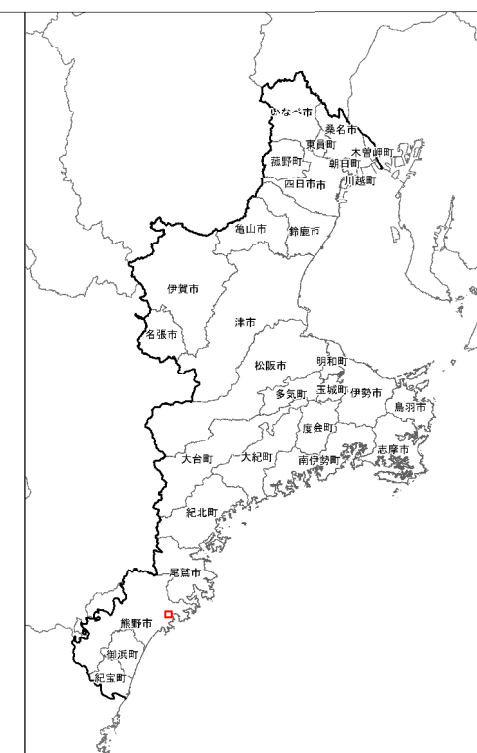 いなべ市
桑名市
東員町
木曽岬町
菰野町
朝日町
四日市市
川越町
亀山市
鈴鹿市
伊賀市
津市
名張市
松阪市
明和町
多気町
玉城町
伊勢市
鳥羽市
度会町
大台町
大紀町
南伊勢町
志摩市
紀北町
尾鷲市
熊野市
御浜町
紀宝町